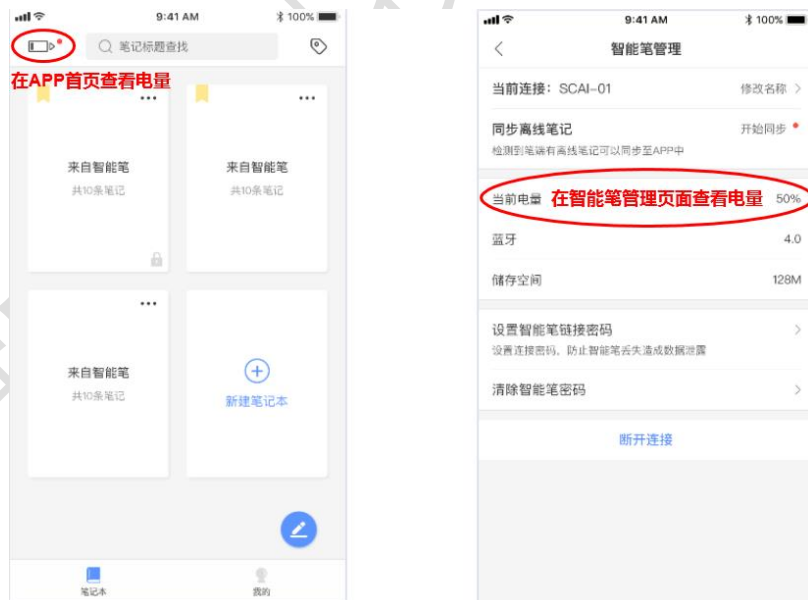 9:41 AM
100%
笔记标题查找
在APP首页查看电量
来自智能笔
共10条笔记
来自智能笔
共10条笔记
来自智能笔
共10条笔记
新建笔记本
笔记本
我的
9:41 AM
100%
智能笔管理
当前连接：SCAI-01
修改名称
同步离线笔记
开始同步
检测到笔端有离线笔记可以同步至APP中
当前电量
在智能笔管理页面查看电量
50%
蓝牙
4.0
储存空间
128M
设置智能笔链接密码
设置连接密码，防止智能笔丢失造成数据泄露
清除智能笔密码
断开连接